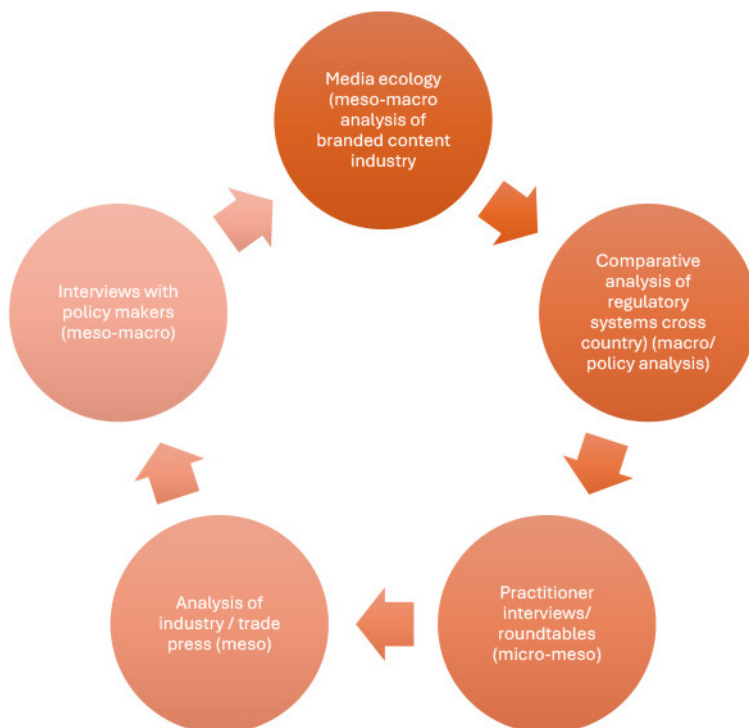 Media ecology
(meso-macro
analysis of
branded content
industry
Comparative
analysis of
regulatory
systems cross
country) (macro/
policy analysis)
Practitioner
interviews/
roundtables
(micro-meso)
Analysis of
industry / trade
press (meso)
Interviews with
policy makers
(meso-macro)